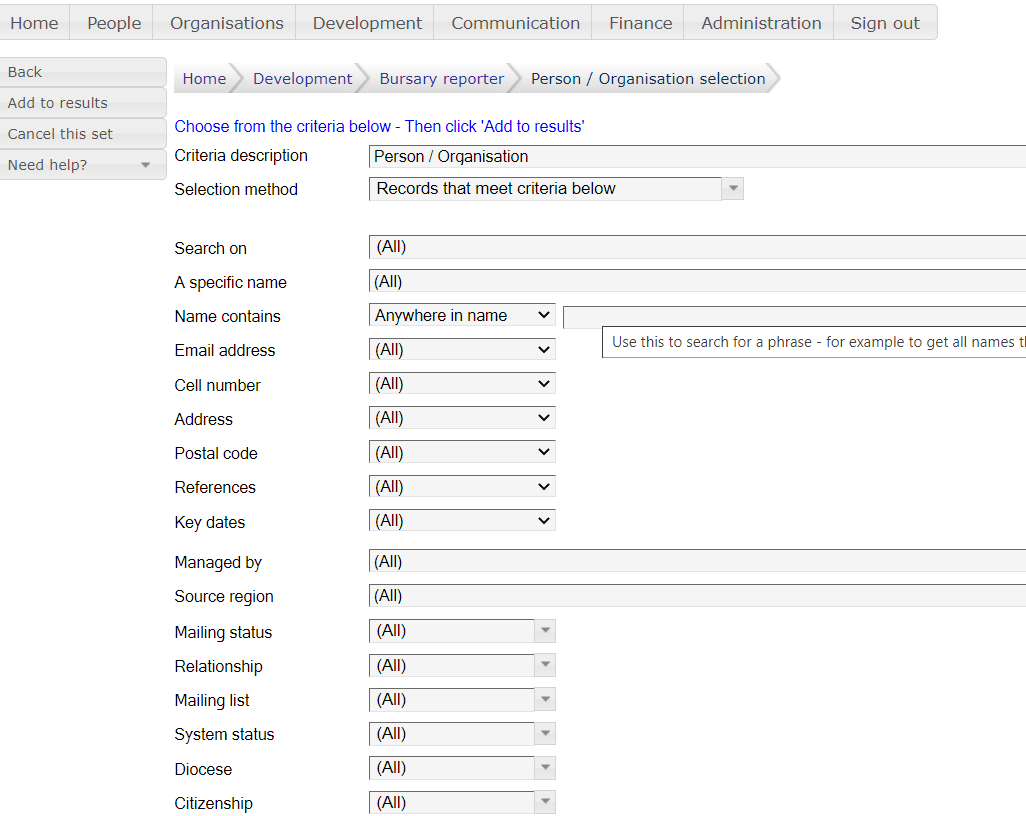 Home People Organisations Development Communication Finance Administration Sign out
Back
Add to results
Cancel this set
Need help?
Home Development Bursary reporter Person / Organisation selection
Choose from the criteria below - Then click 'Add to results'
Criteria description Person / Organisation
Selection method Records that meet criteria below
Search on (All)
A specific name (All)
Name contains Anywhere in name
Use this to search for a phrase - for example to get all names
Email address (All)
Cell number (All)
Address (All)
Postal code (All)
References (All)
Key dates (All)
Managed by (All)
Source region (All)
Mailing status (All)
Relationship (All)
Mailing list (All)
System status (All)
Diocese (All)
Citizenship (All)